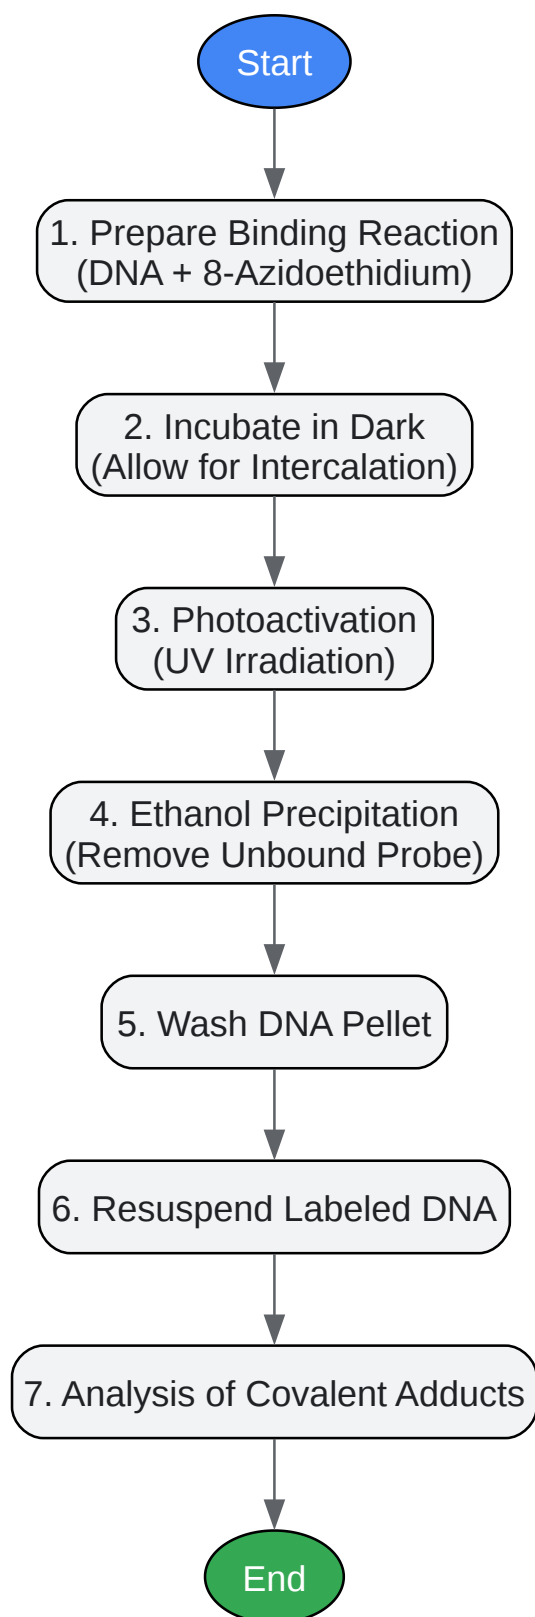 Start
1. Prepare Binding Reaction
(DNA + 8-Azidoethidium)
2. Incubate in Dark
(Allow for Intercalation)
3. Photoactivation
(UV Irradiation)
4. Ethanol Precipitation
(Remove Unbound Probe)
5. Wash DNA Pellet
6. Resuspend Labeled DNA
7. Analysis of Covalent Adducts
End